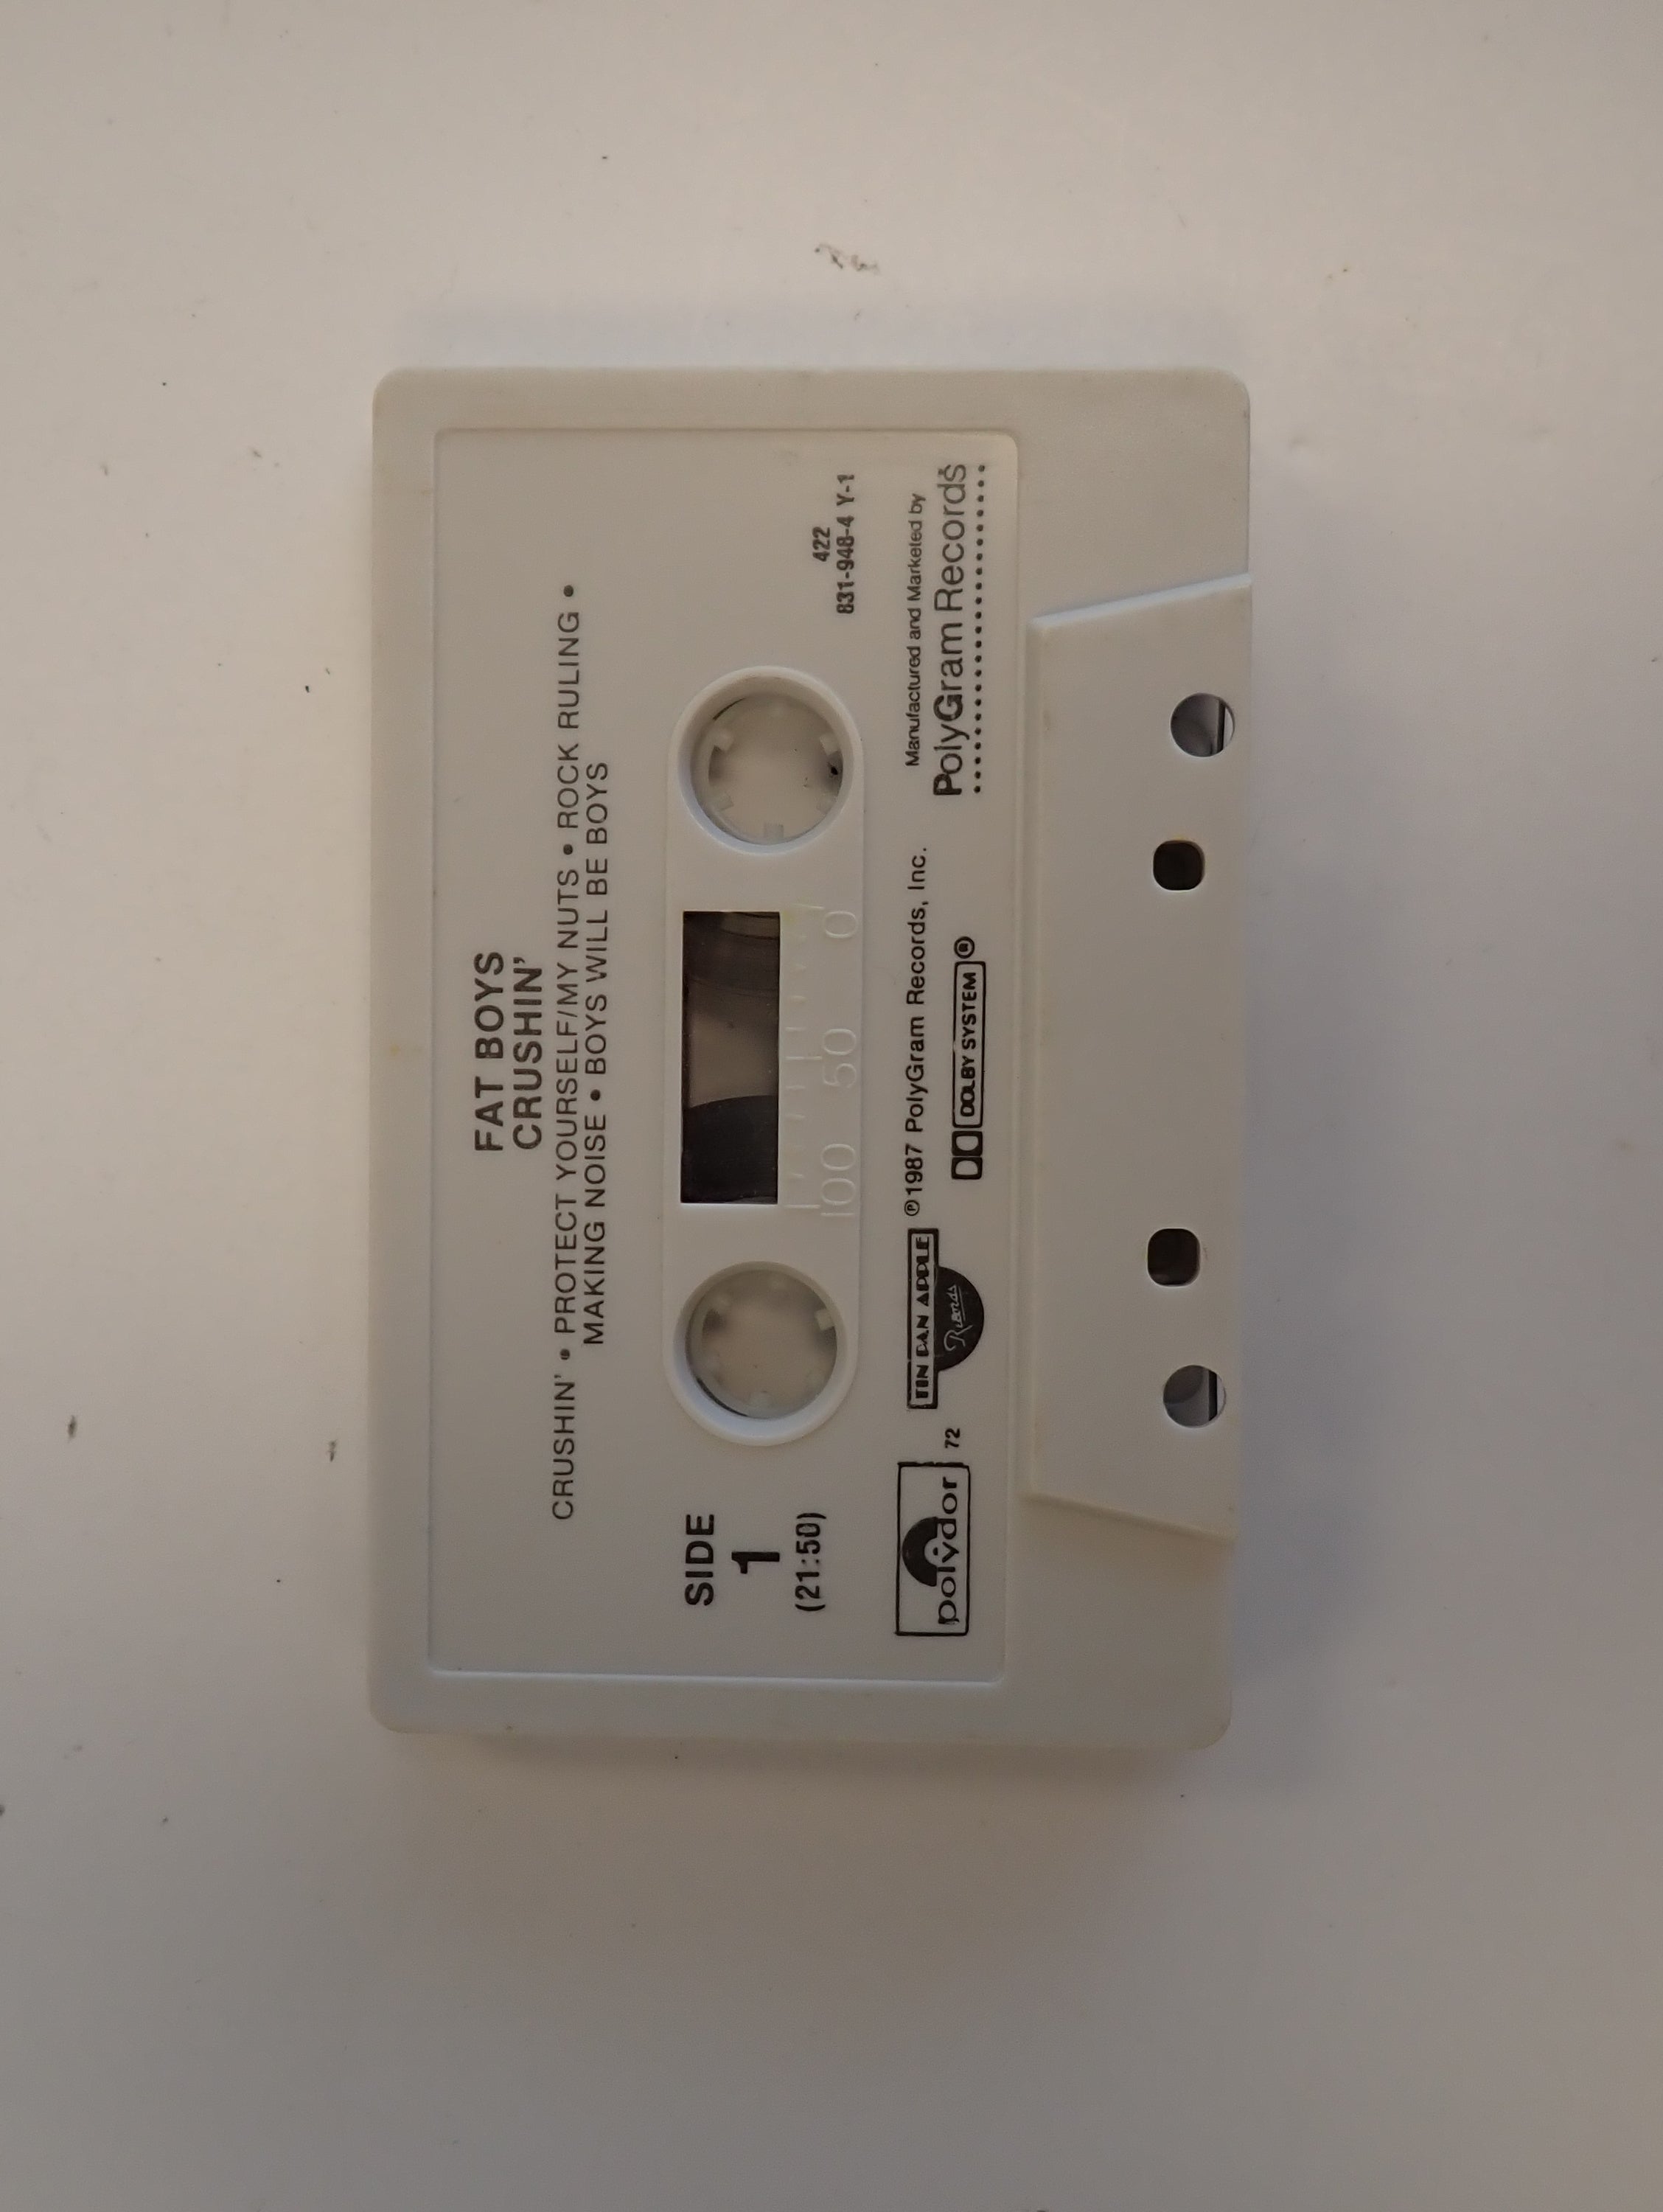 FAT BOYS
CRUSHIN'
CRUSHIN' • PROTECT YOURSELF/MY NUTS • ROCK RULING •
MAKING NOISE • BOYS WILL BE BOYS
SIDE
1
(21:50)
100 50 0
422
831-948-4 Y-1
polydor
72
TIN PAN APPLE
Records
℗1987 PolyGram Records, Inc.
DOLBY SYSTEM®
Manufactured and Marketed by
PolyGram Records